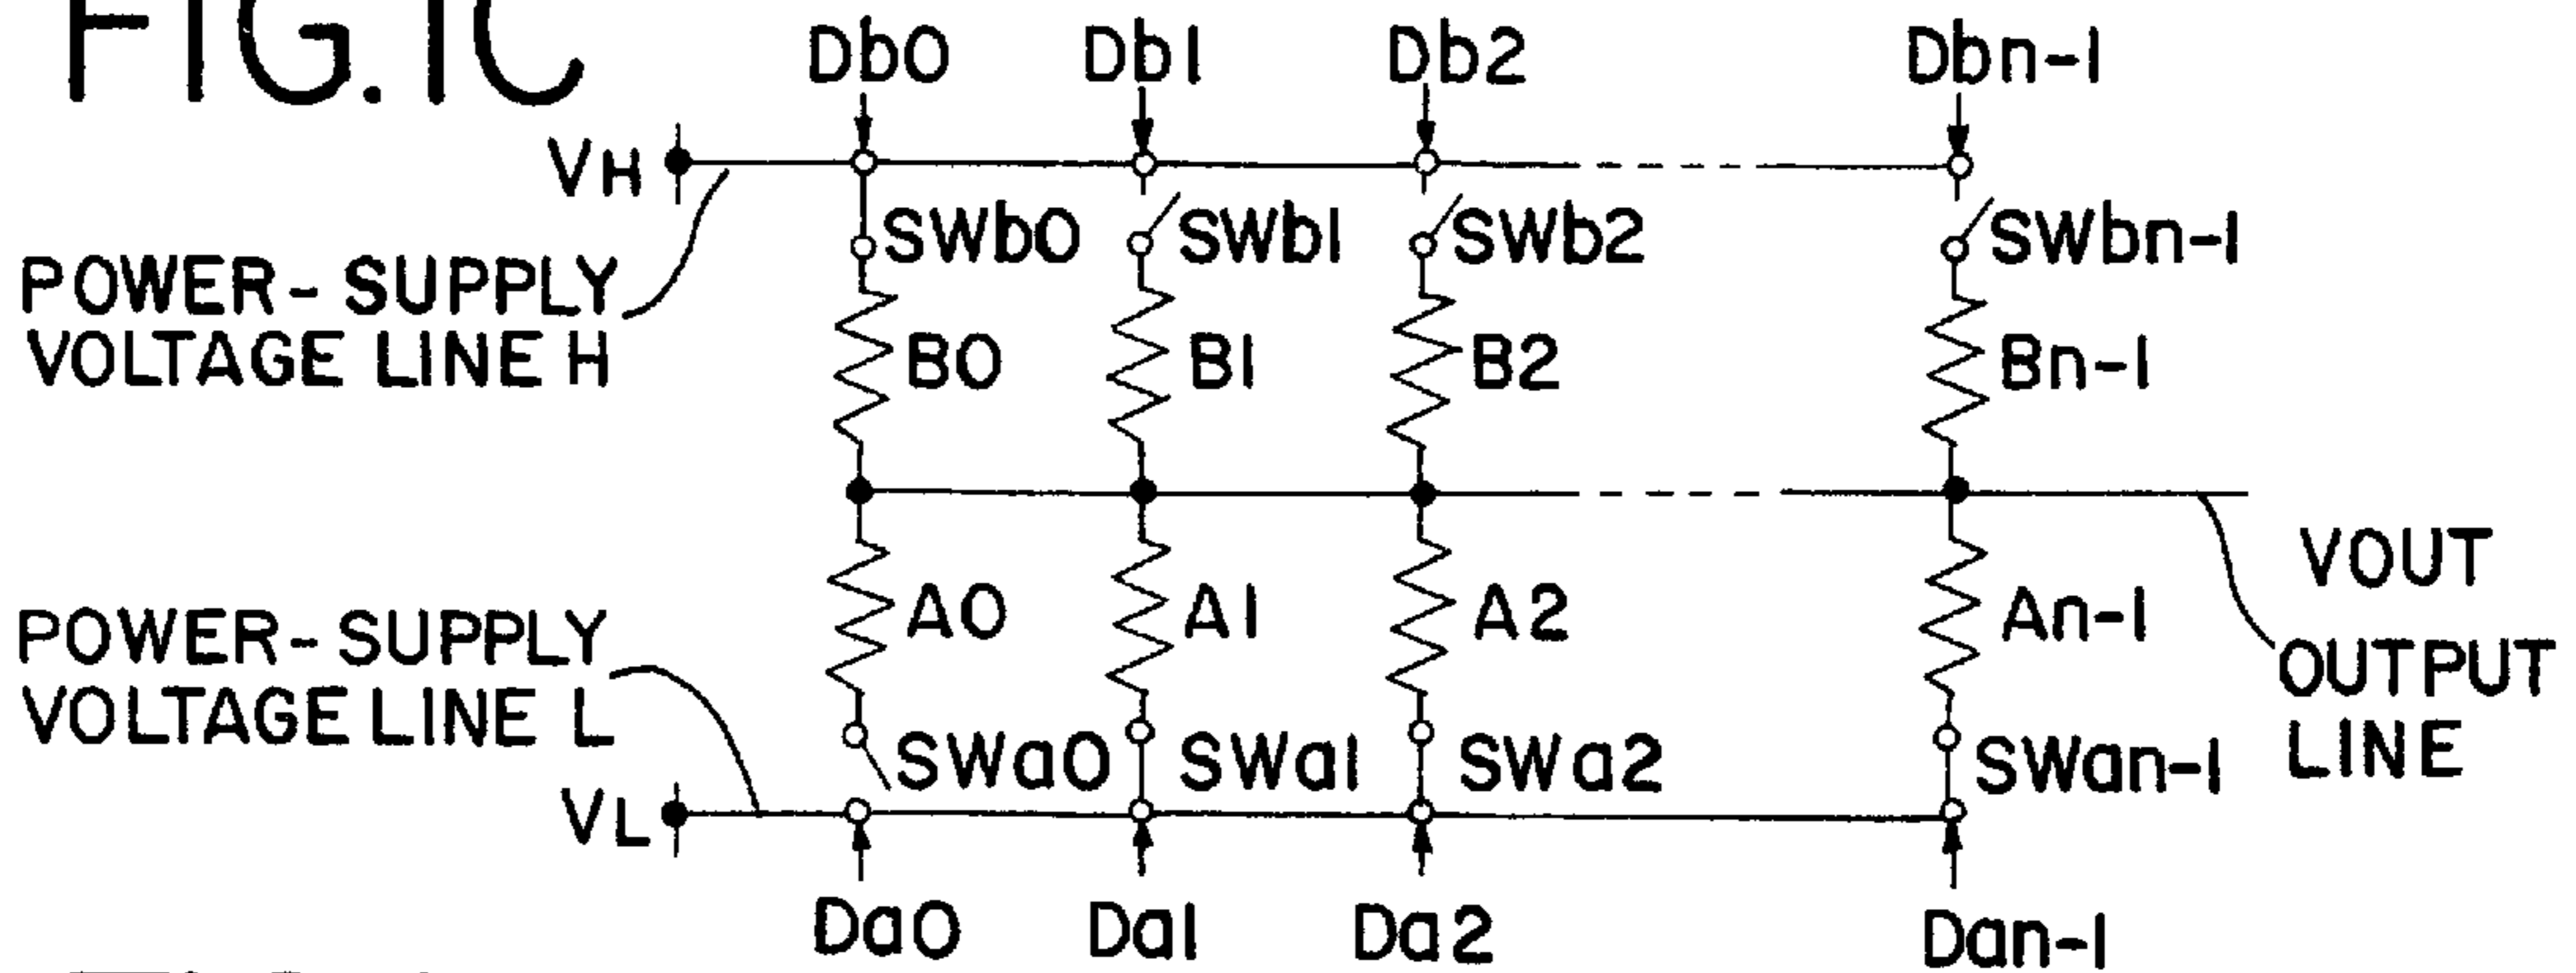 FIG. 1C
Db0 Db1 Db2 Dbn-1
VH
SWb0 SWb1 SWb2 SWbn-1
POWER-SUPPLY
VOLTAGE LINE H
B0 B1 B2 Bn-1
A0 A1 A2 An-1
VOUT
OUTPUT
LINE
POWER-SUPPLY
VOLTAGE LINE L
SWa0 SWa1 SWa2 SWan-1
VL
Da0 Da1 Da2 Dan-1